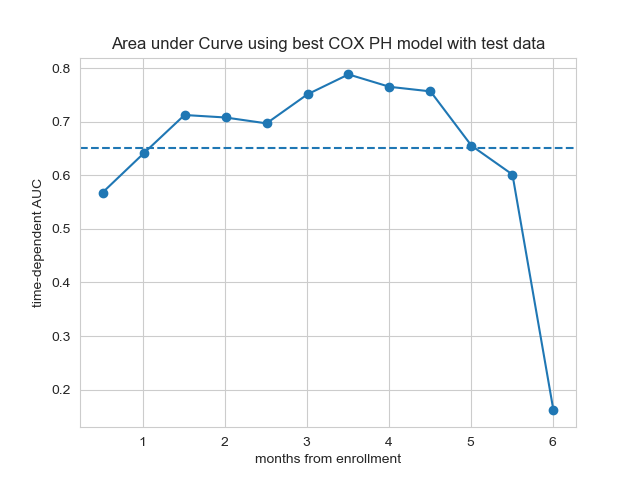 Area under Curve using best COX PH model with test data
0.8
0.7
0.6
0.5
0.4
0.3
0.2
time-dependent AUC
1 2 3 4 5 6
months from enrollment